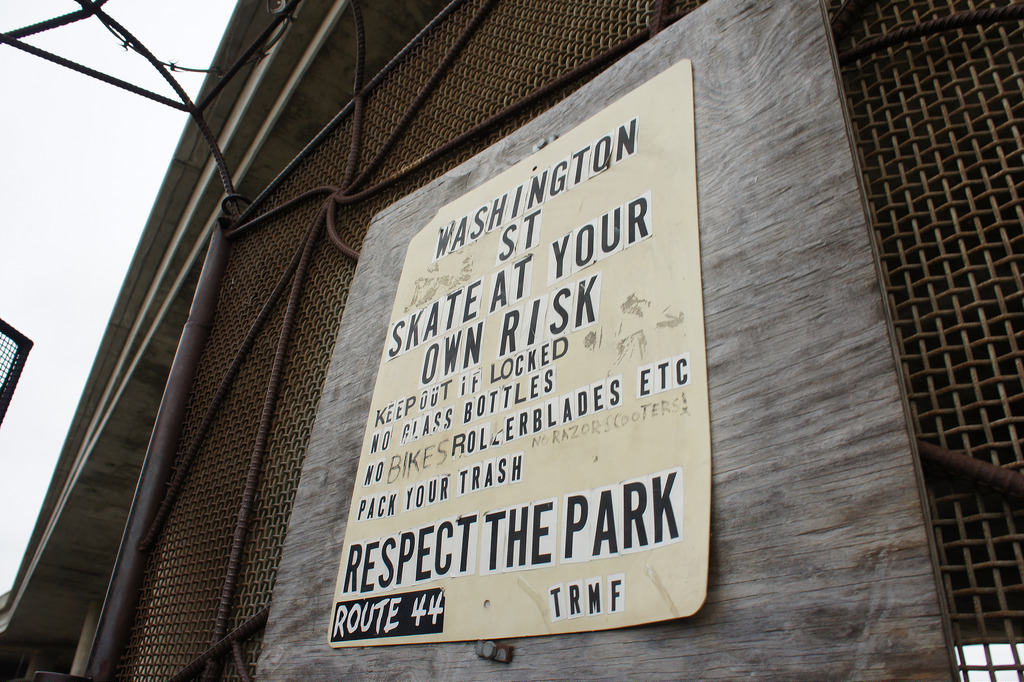 WASHINGTON
ST
SKATE AT YOUR
OWN RISK
KEEP OUT IF LOCKED
NO GLASS BOTTLES
NO BIKES ROLLERBLADES ETC
NO RAZOR SCOOTERS!
PACK YOUR TRASH
RESPECT THE PARK
ROUTE 44
TRMF